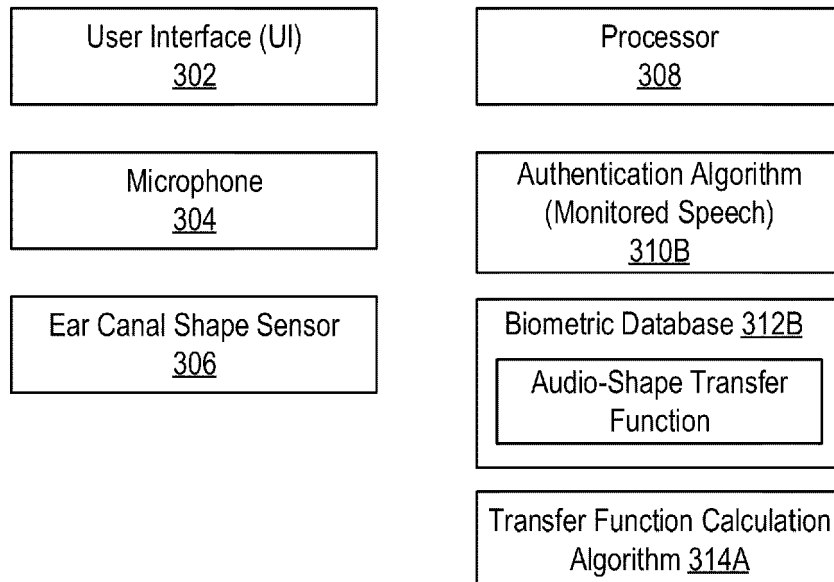 User Interface (UI)
302
Microphone
304
Ear Canal Shape Sensor
306
Processor
308
Authentication Algorithm
(Monitored Speech)
310B
Biometric Database 312B
Audio-Shape Transfer
Function
Transfer Function Calculation
Algorithm 314A